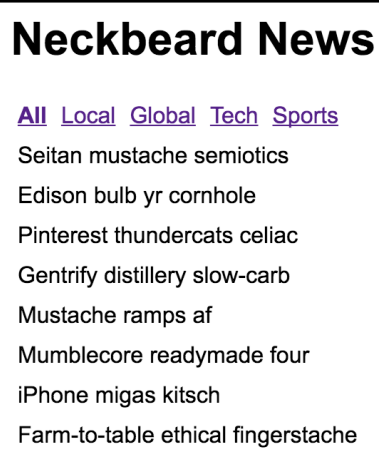 Neckbeard News
All Local Global Tech Sports
Seitan mustache semiotics
Edison bulb yr cornhole
Pinterest thundercats celiac
Gentrify distillery slow-carb
Mustache ramps af
Mumblecore readymade four
iPhone migas kitsch
Farm-to-table ethical fingerstache